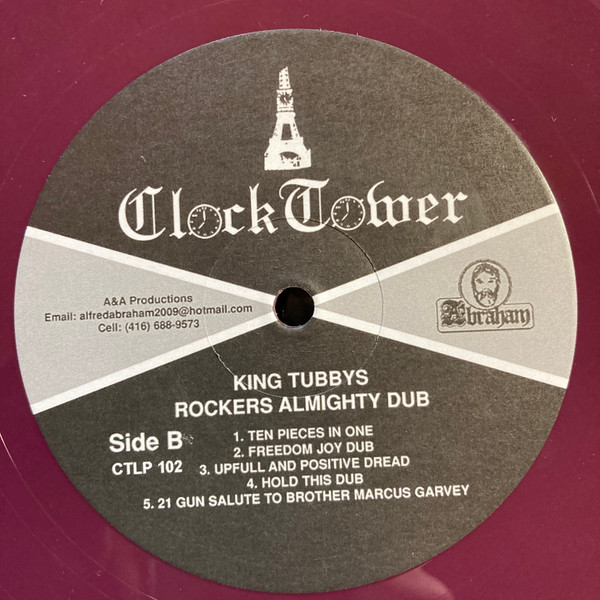 Clock Tower
A&A Productions
Email: alfredabraham2009@hotmail.com
Cell: (416) 688-9573
Abraham
KING TUBBYS
ROCKERS ALMIGHTY DUB
Side B
CTLP 102
1. TEN PIECES IN ONE
2. FREEDOM JOY DUB
3. UPFULL AND POSITIVE DREAD
4. HOLD THIS DUB
5. 21 GUN SALUTE TO BROTHER MARCUS GARVEY